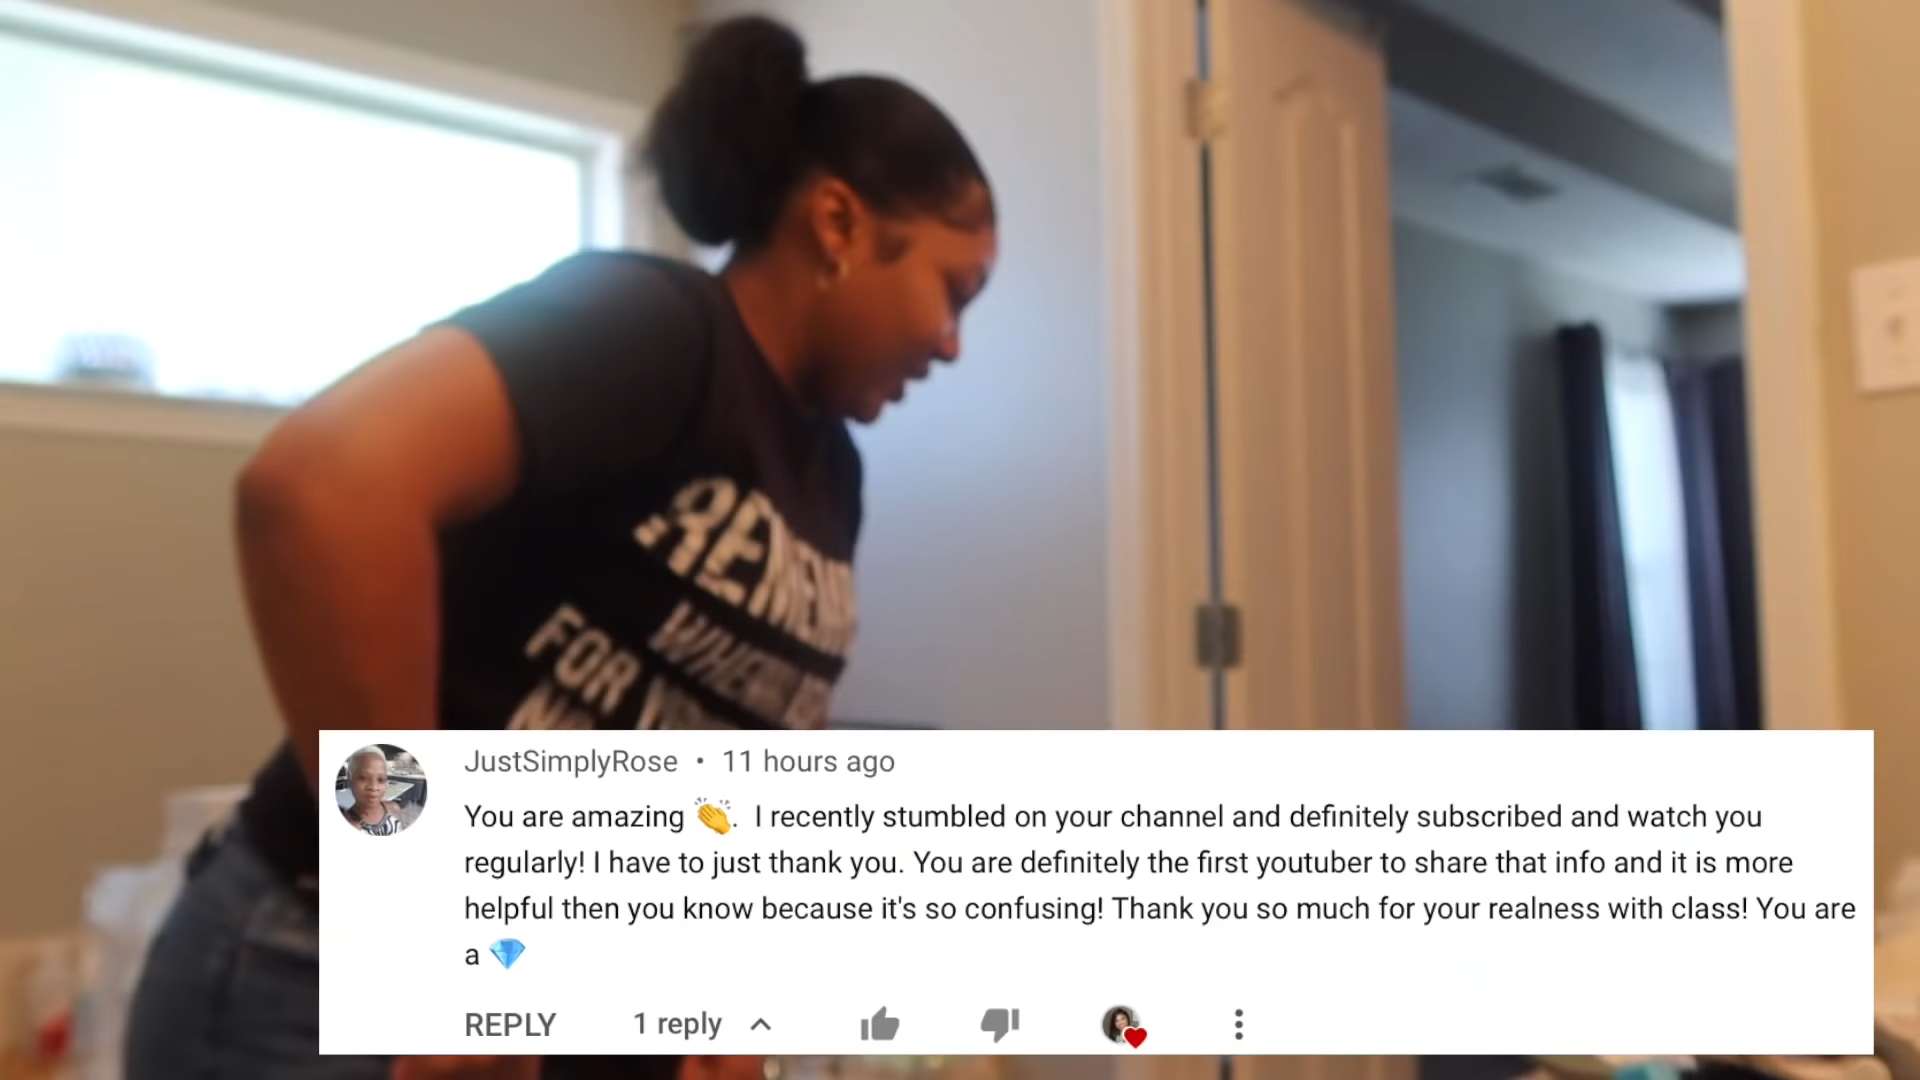 FOR
JustSimplyRose • 11 hours ago
You are amazing 👏. I recently stumbled on your channel and definitely subscribed and watch you
regularly! I have to just thank you. You are definitely the first youtuber to share that info and it is more
helpful then you know because it's so confusing! Thank you so much for your realness with class! You are
a 💎
REPLY 1 reply